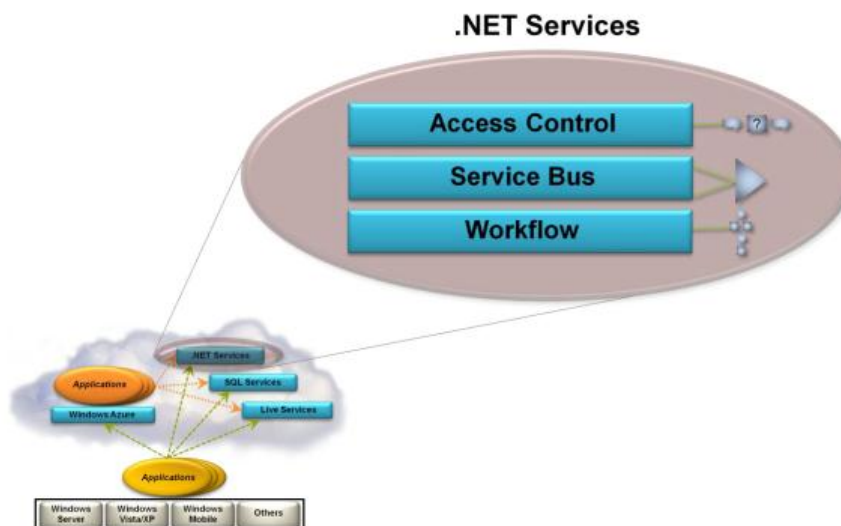 .NET Services
Access Control
?
Service Bus
Workflow
.NET Services
Applications
SQL Services
Windows Azure
Live Services
Applications
Windows Server
Windows Vista/XP
Windows Mobile
Others